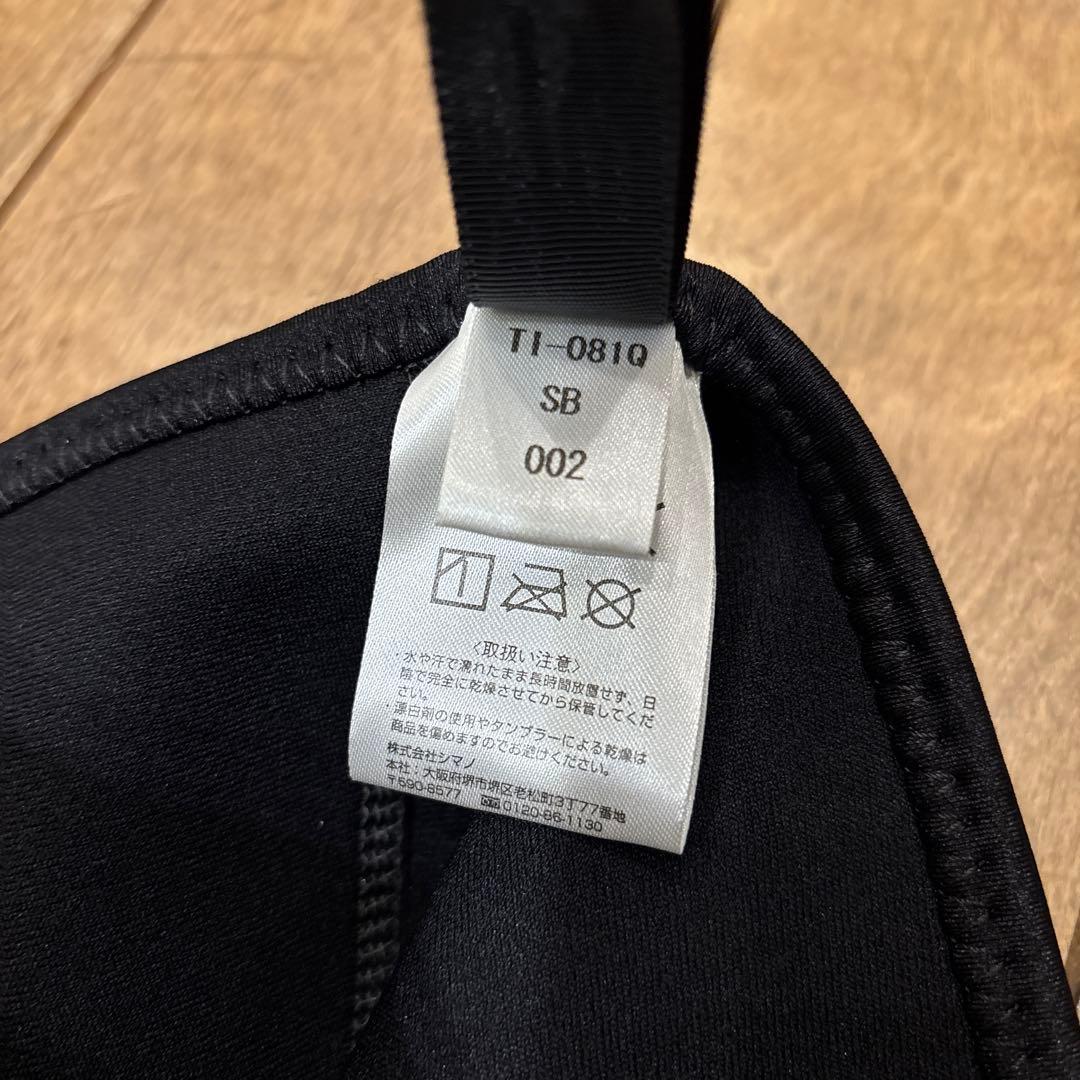 TI-081Q
SB
002
〈取扱い注意〉
・水や汗で濡れたまま長時間放置せず、日
陰で完全に乾燥させてから保管してくだ
さい。
漂白剤の使用やタンブラーによる乾燥は
商品を傷めますのでお避けください。
株式会社シマノ
本社:大阪府堺市堺区老松町3丁77番地
〒590-8577 0120-86-1130